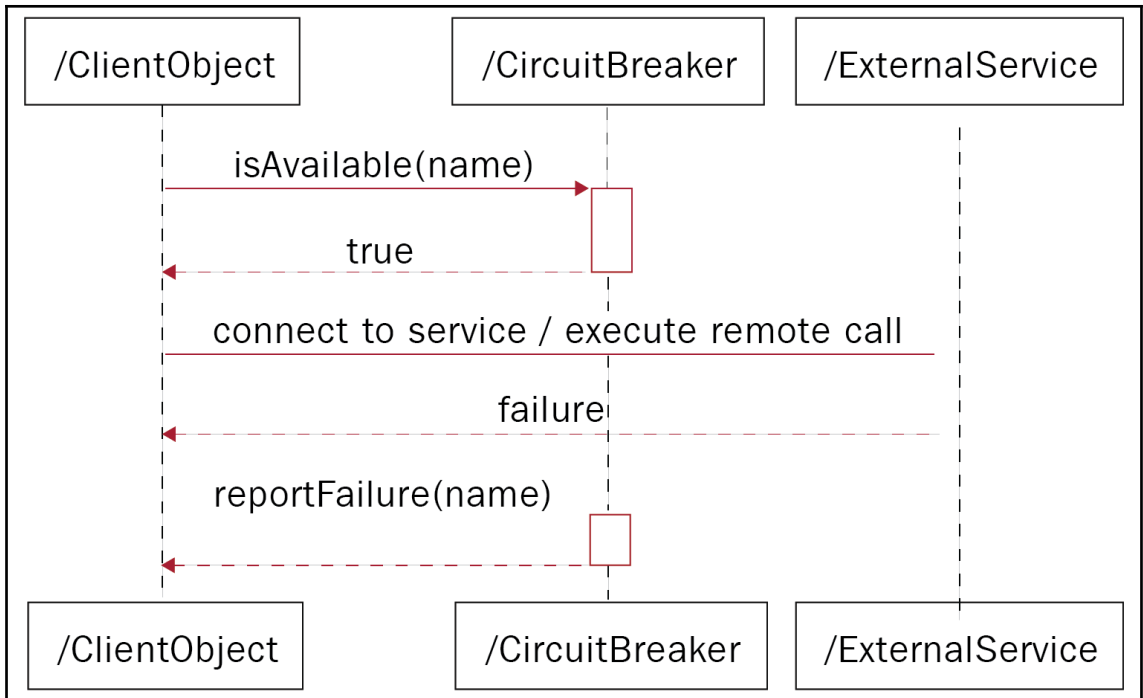 /ClientObject
/CircuitBreaker
/ExternalService
isAvailable(name)
true
connect to service / execute remote call
failure
reportFailure(name)
/ClientObject
/CircuitBreaker
/ExternalService